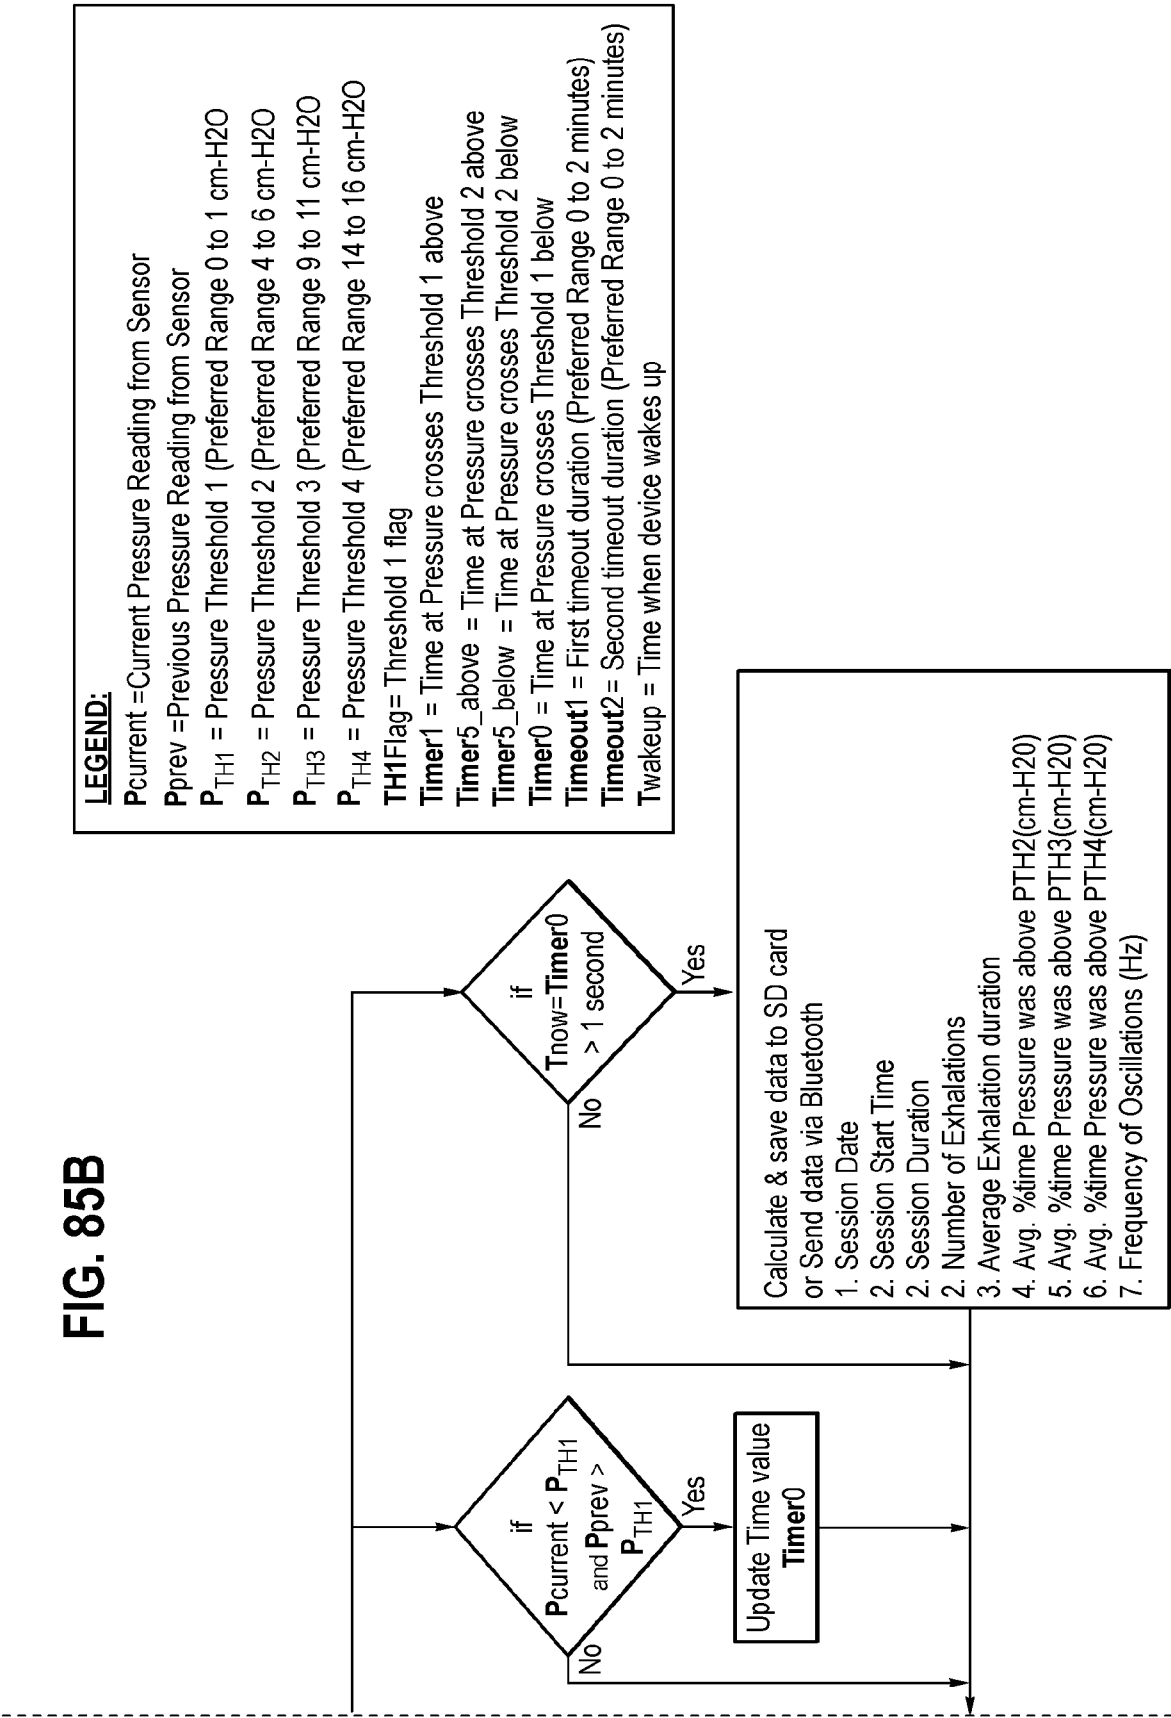 FIG. 85B
if
Pcurrent < PTH1
and Pprev >
PTH1
No
Yes
Update Time value
Timer0
if
Tnow=Timer0
> 1 second
No
Yes
Calculate & save data to SD card
or Send data via Bluetooth
1. Session Date
2. Session Start Time
2. Session Duration
2. Number of Exhalations
3. Average Exhalation duration
4. Avg. %time Pressure was above PTH2(cm-H20)
5. Avg. %time Pressure was above PTH3(cm-H20)
6. Avg. %time Pressure was above PTH4(cm-H20)
7. Frequency of Oscillations (Hz)
LEGEND:
Pcurrent =Current Pressure Reading from Sensor
Pprev =Previous Pressure Reading from Sensor
PTH1 = Pressure Threshold 1 (Preferred Range 0 to 1 cm-H2O
PTH2 = Pressure Threshold 2 (Preferred Range 4 to 6 cm-H2O
PTH3 = Pressure Threshold 3 (Preferred Range 9 to 11 cm-H2O
PTH4 = Pressure Threshold 4 (Preferred Range 14 to 16 cm-H2O
TH1Flag= Threshold 1 flag
Timer1 = Time at Pressure crosses Threshold 1 above
Timer5_above = Time at Pressure crosses Threshold 2 above
Timer5_below = Time at Pressure crosses Threshold 2 below
Timer0 = Time at Pressure crosses Threshold 1 below
Timeout1 = First timeout duration (Preferred Range 0 to 2 minutes)
Timeout2= Second timeout duration (Preferred Range 0 to 2 minutes)
Twakeup = Time when device wakes up